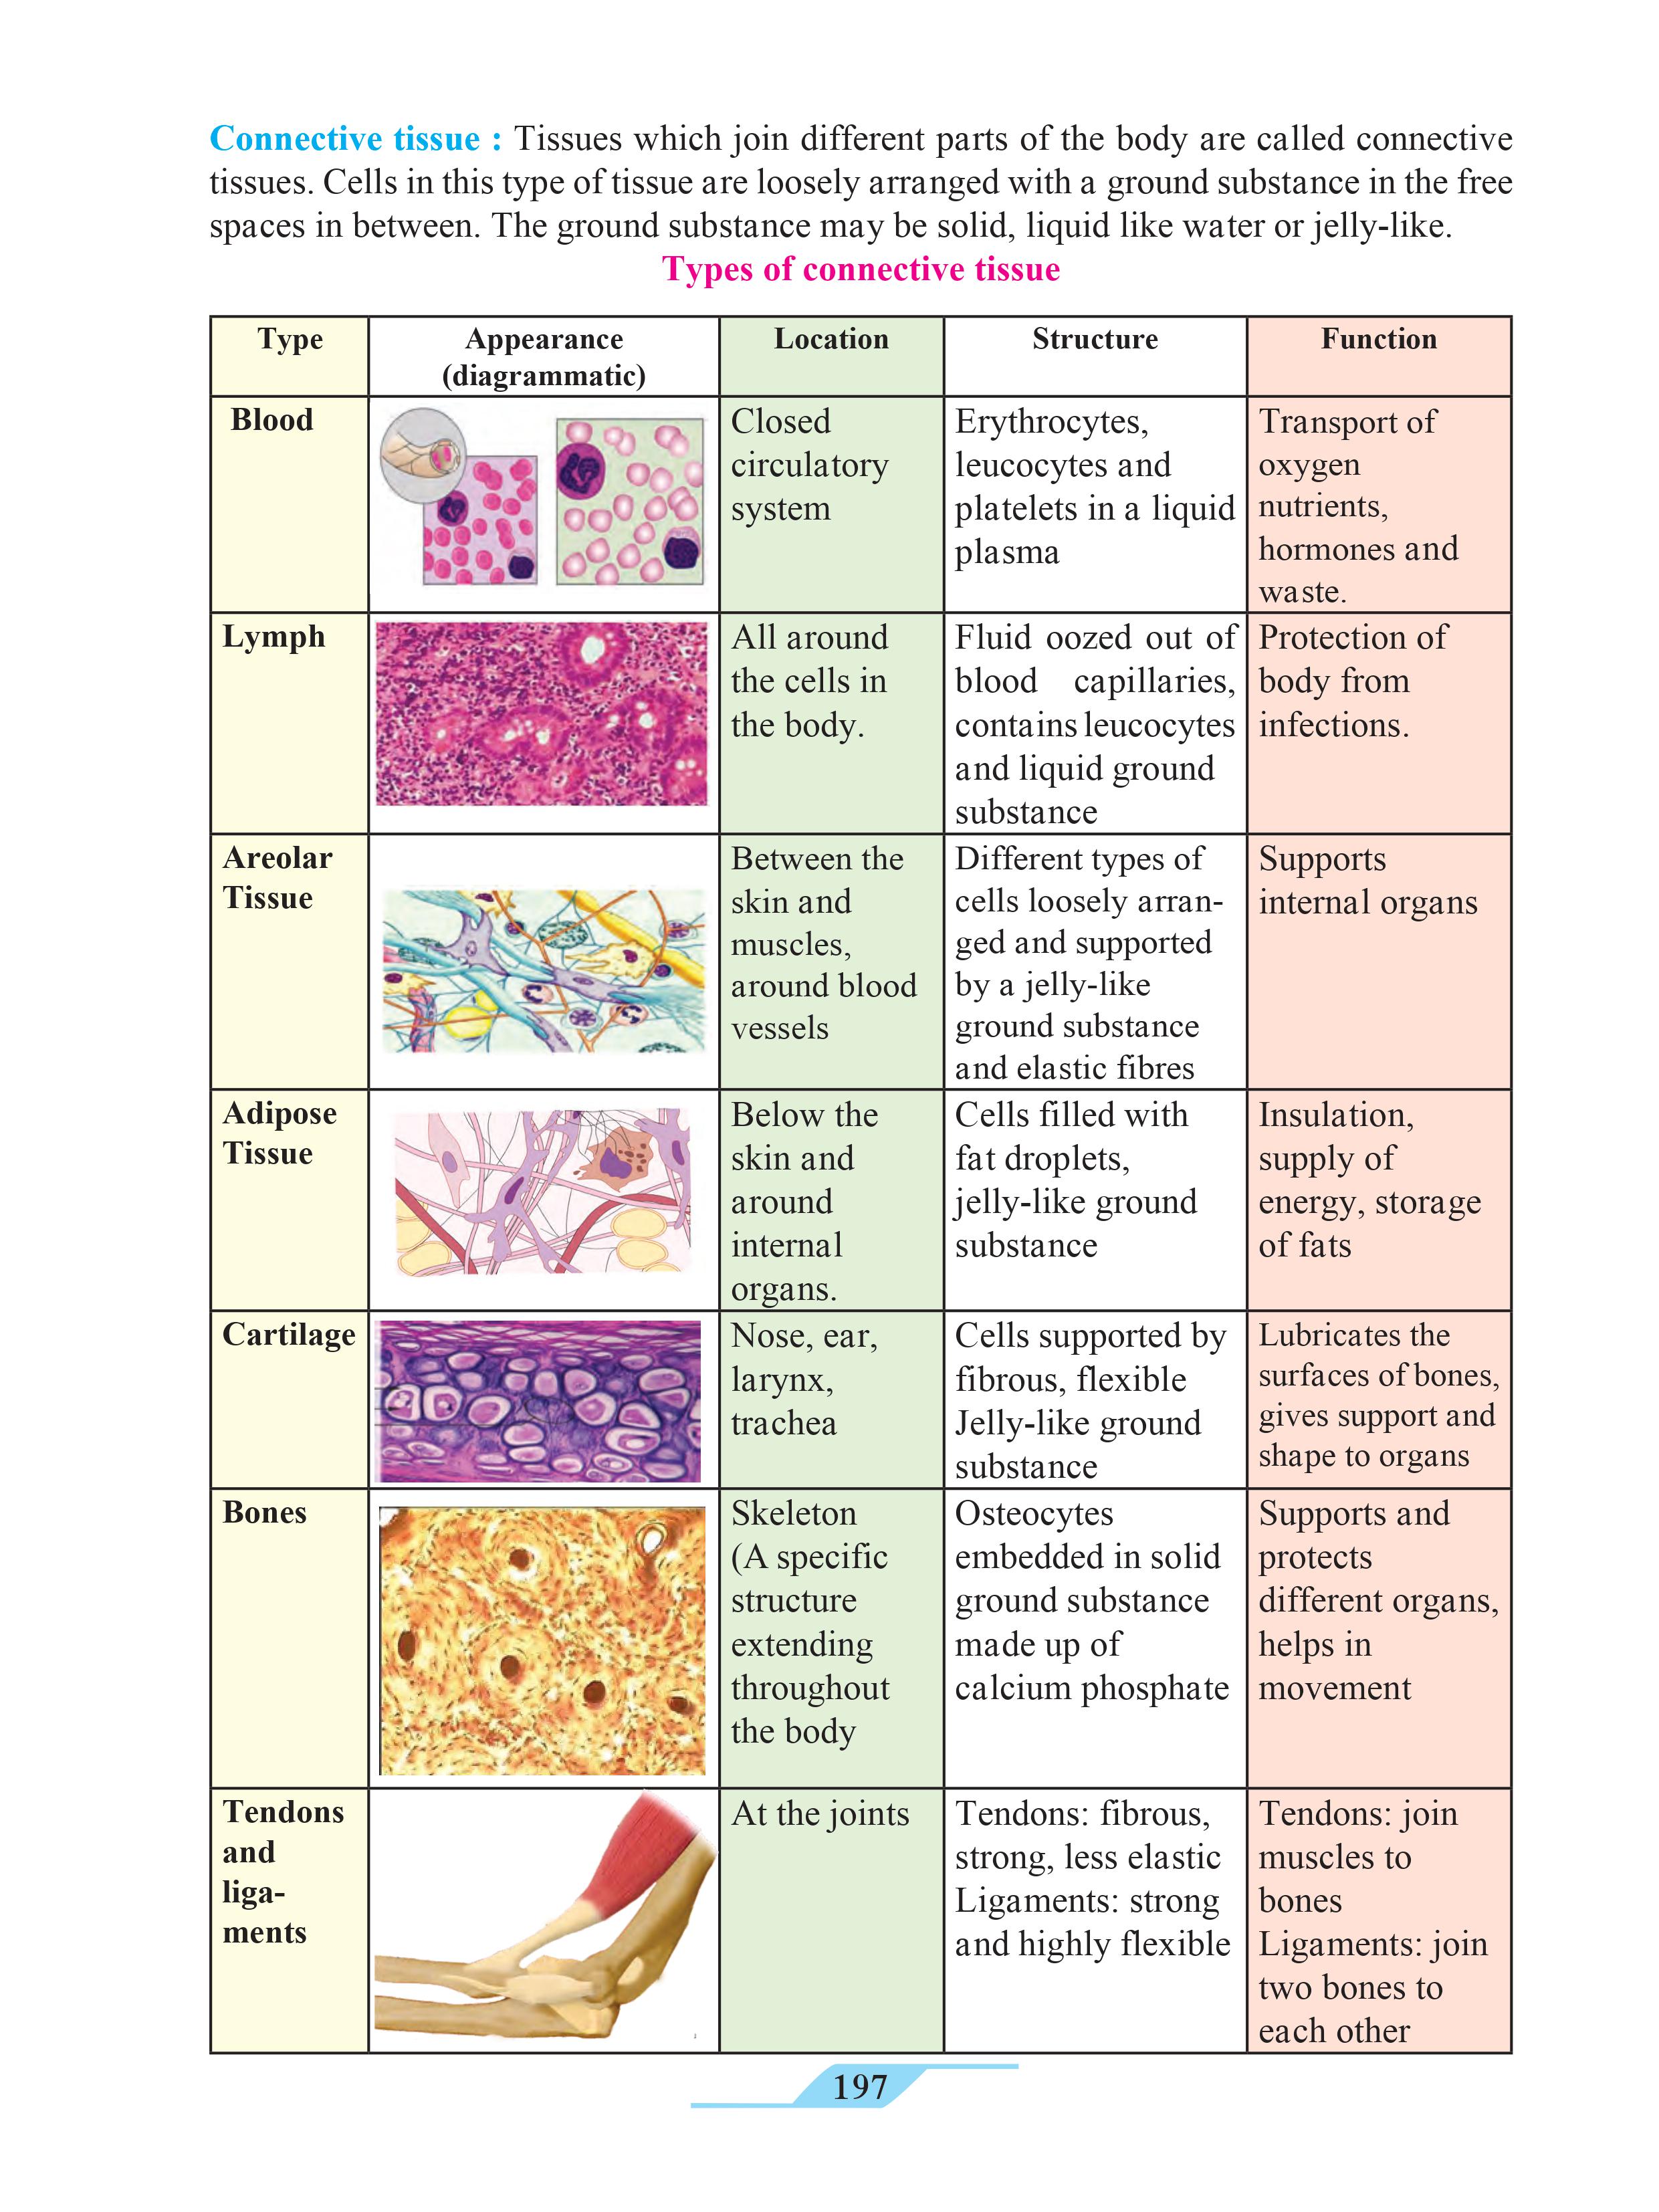 Connective tissue : Tissues which join different parts of the body are called connective
tissues. Cells in this type of tissue are loosely arranged with a ground substance in the free
spaces in between. The ground substance may be solid, liquid like water or jelly-like.
Types of connective tissue
Type
Appearance
(diagrammatic)
Location
Structure
Function
Blood
Closed
circulatory
system
Erythrocytes,
leucocytes and
platelets in a liquid
plasma
Transport of
oxygen
nutrients,
hormones and
waste.
Lymph
All around
the cells in
the body.
Fluid oozed out of
blood capillaries,
contains leucocytes
and liquid ground
substance
Protection of
body from
infections.
Areolar
Tissue
Between the
skin and
muscles,
around blood
vessels
Different types of
cells loosely arran-
ged and supported
by a jelly-like
ground substance
and elastic fibres
Supports
internal organs
Adipose
Tissue
Below the
skin and
around
internal
organs.
Cells filled with
fat droplets,
jelly-like ground
substance
Insulation,
supply of
energy, storage
of fats
Cartilage
Nose, ear,
larynx,
trachea
Cells supported by
fibrous, flexible
Jelly-like ground
substance
Lubricates the
surfaces of bones,
gives support and
shape to organs
Bones
Skeleton
(A specific
structure
extending
throughout
the body
Osteocytes
embedded in solid
ground substance
made up of
calcium phosphate
Supports and
protects
different organs,
helps in
movement
Tendons
and
liga-
ments
At the joints
Tendons: fibrous,
strong, less elastic
Ligaments: strong
and highly flexible
Tendons: join
muscles to
bones
Ligaments: join
two bones to
each other
197